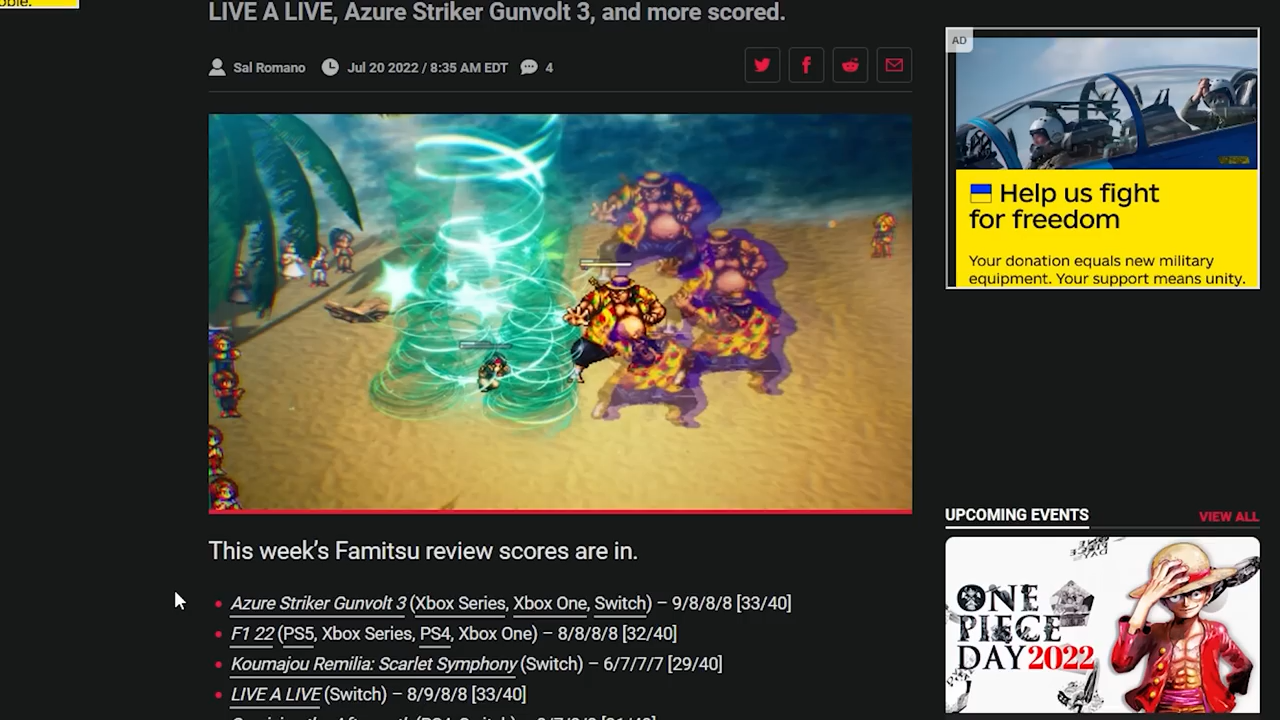 LIVE A LIVE, Azure Striker Gunvolt 3, and more scored.
Sal Romano Jul 20 2022 / 8:35 AM EDT 4
AD
Help us fight
for freedom
Your donation equals new military
equipment. Your support means unity.
This week's Famitsu review scores are in.
Azure Striker Gunvolt 3 (Xbox Series, Xbox One, Switch) – 9/8/8/8 [33/40]
F1 22 (PS5, Xbox Series, PS4, Xbox One) – 8/8/8/8 [32/40]
Koumajou Remilia: Scarlet Symphony (Switch) – 6/7/7/7 [29/40]
LIVE A LIVE (Switch) – 8/9/8/8 [33/40]
UPCOMING EVENTS VIEW ALL
ONE
PIECE
DAY 2022